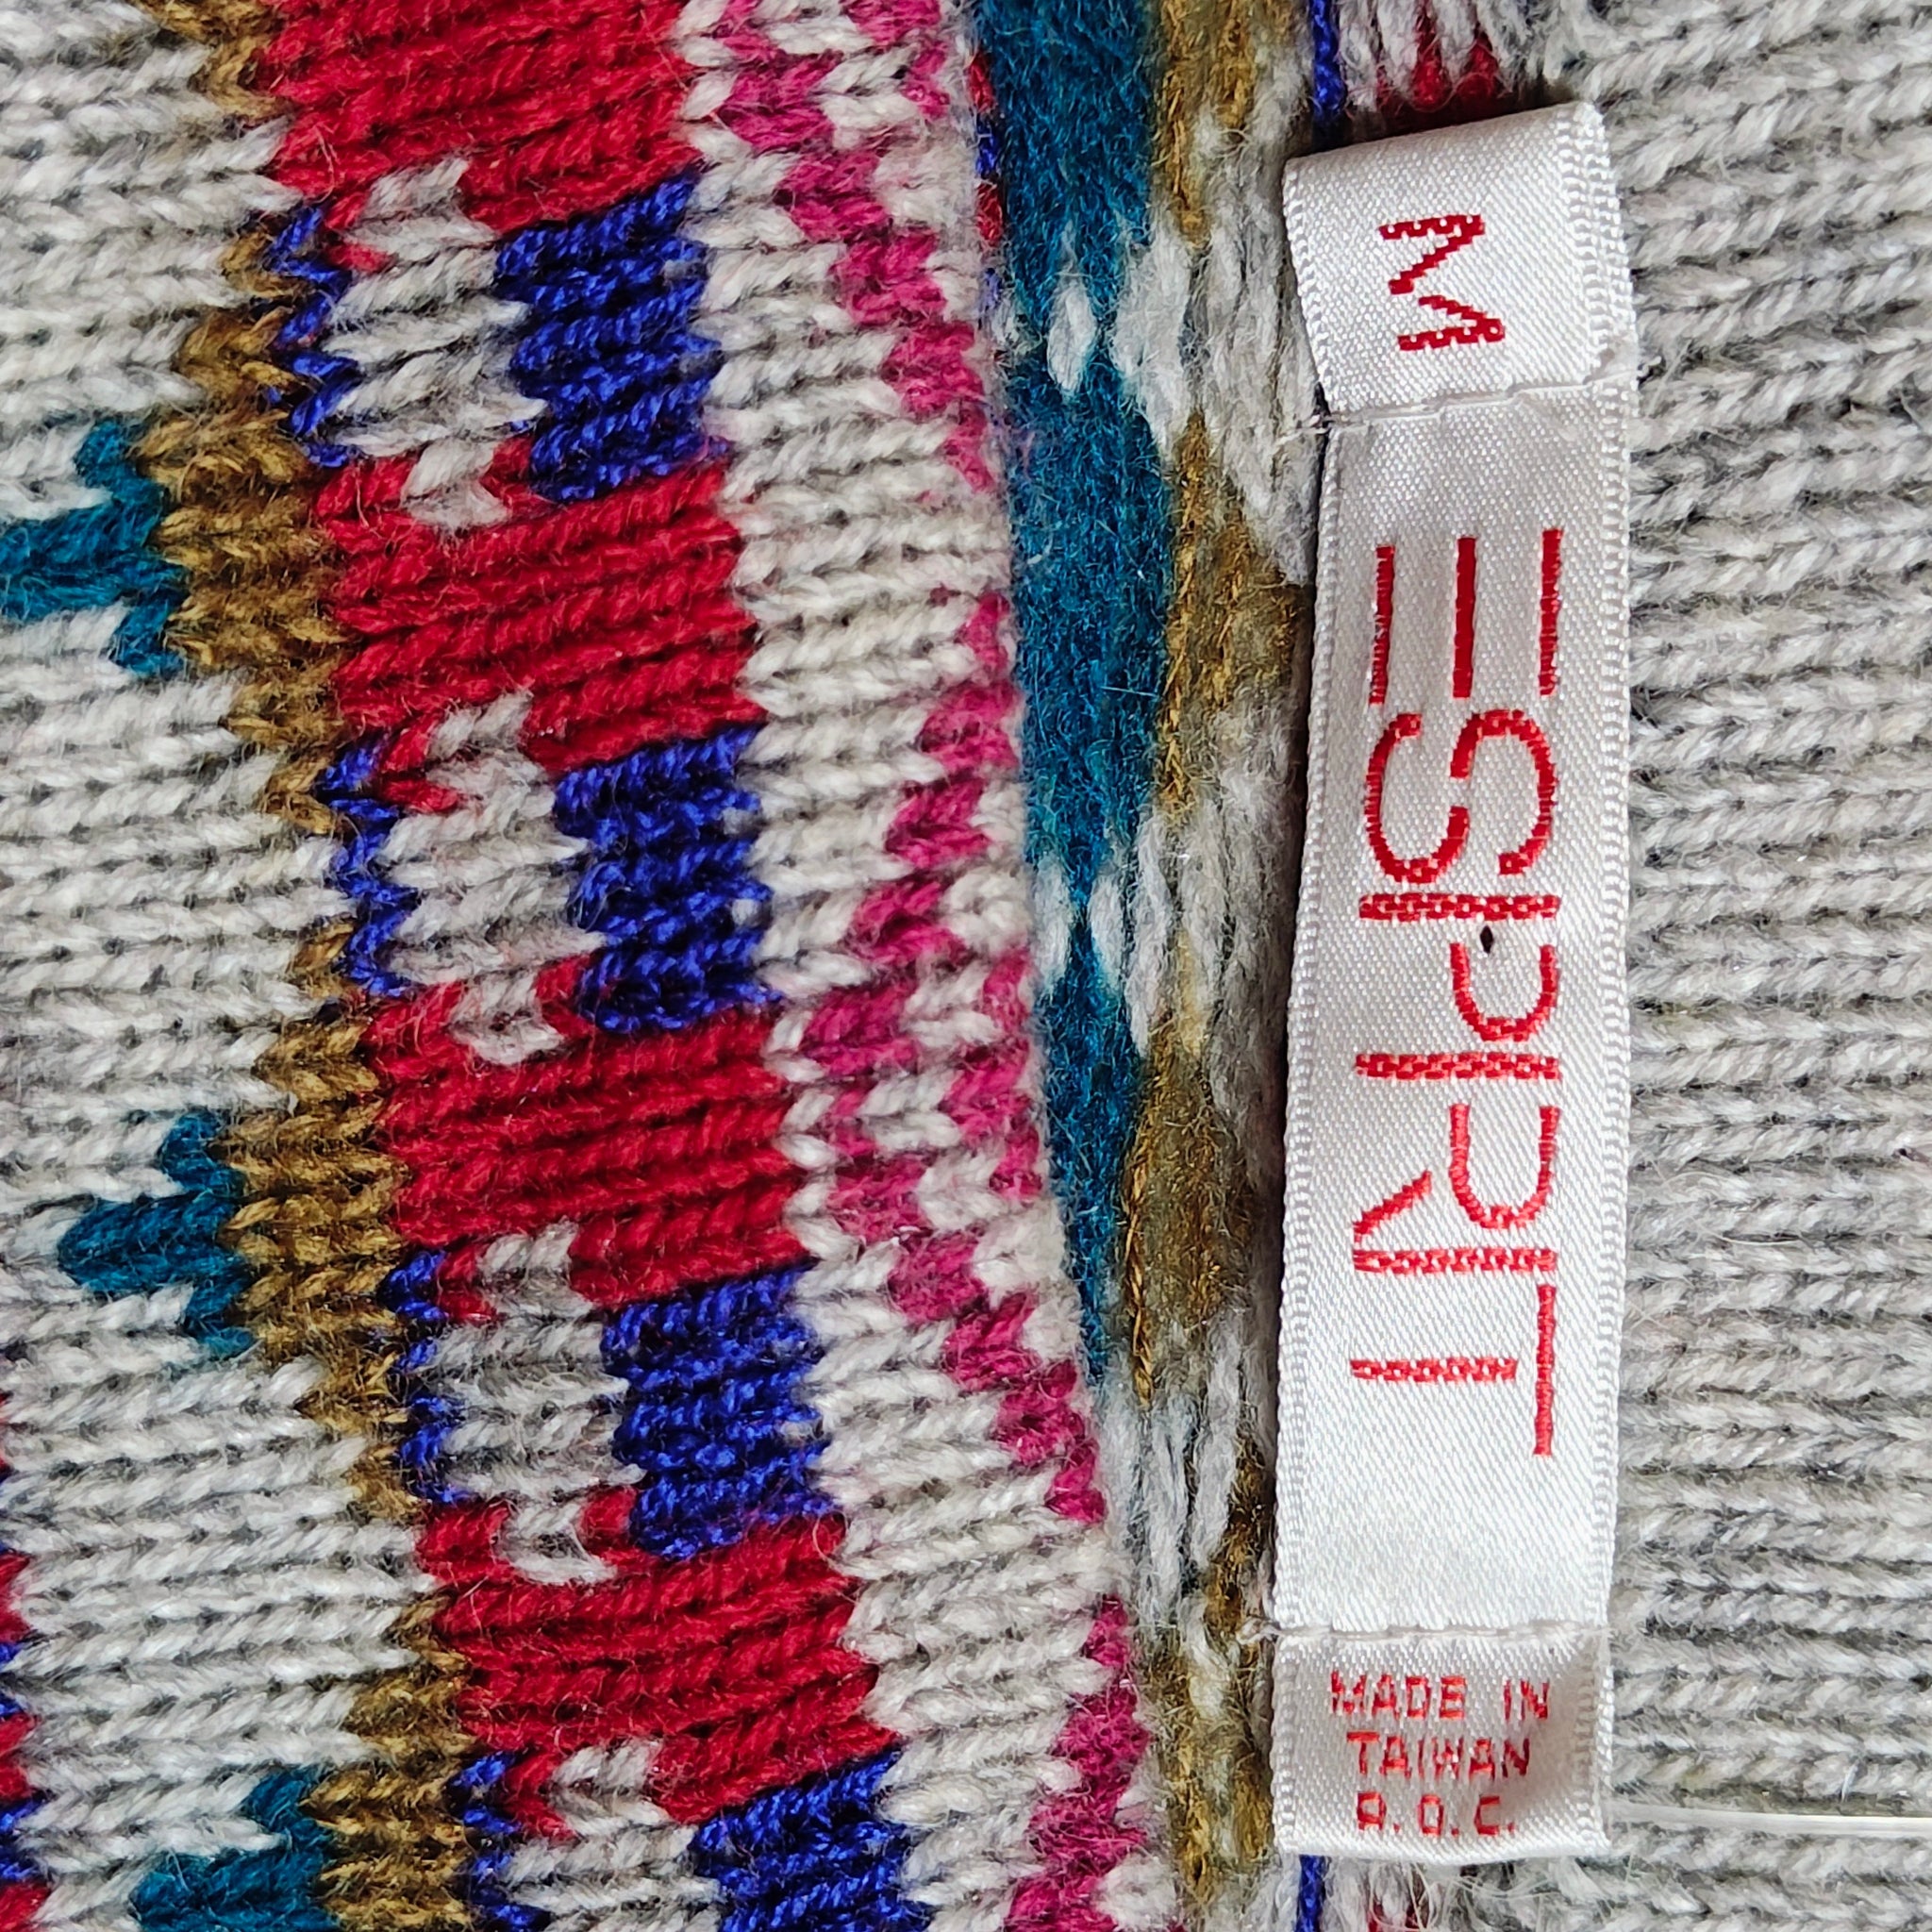 M
ESPRIT
MADE IN
TAIWAN
R.O.C.